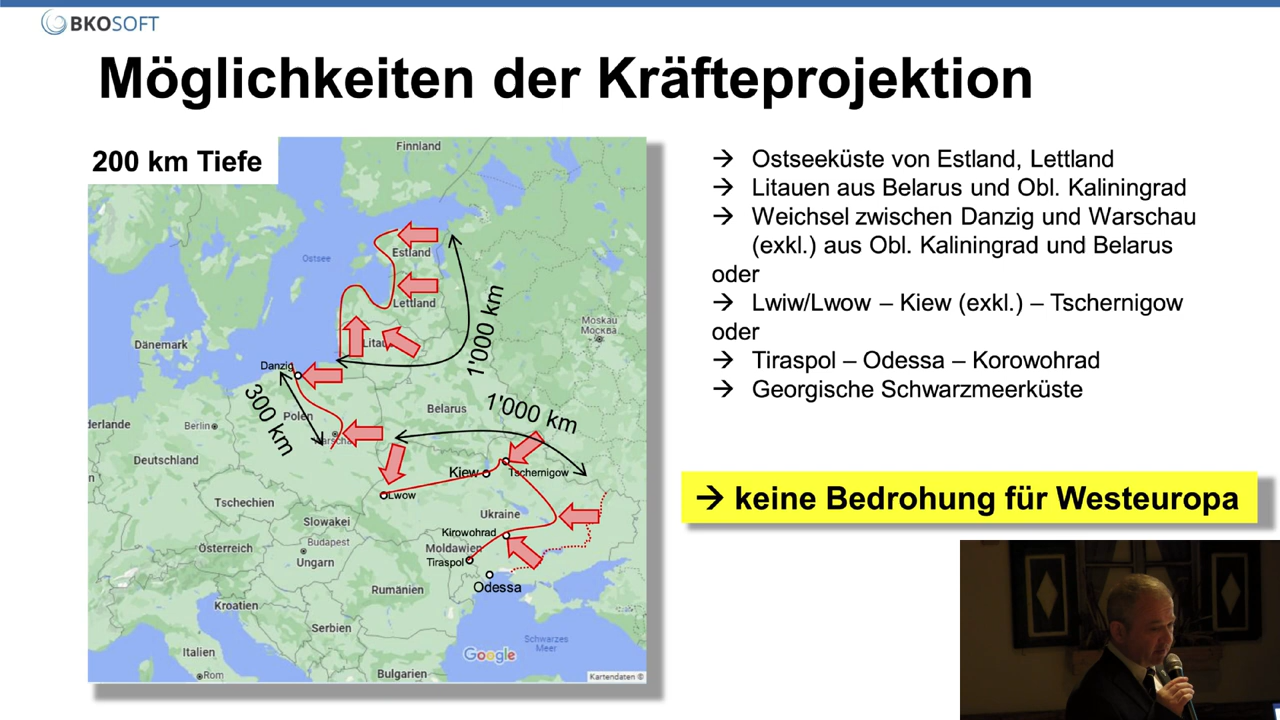 BKOSOFT
Möglichkeiten der Kräfteprojektion
200 km Tiefe
Finnland
Ostsee
Estland
Lettland
1'000 km
Moskau
Москва
Dänemark
Litau
Danzig
300 km
Polen
Belarus
1'000 km
derlande
Berlin
Warscha
Deutschland
Kiew
Tschernigow
Lwow
Tschechien
Ukraine
Slowakei
Kirowohrad
Budapest
Österreich
Moldawien
Ungarn
Tiraspol
Odessa
Rumänien
Kroatien
Serbien
Schwarzes
Meer
Italien
Google
Rom
Bulgarien
Kartendaten ©
→ Ostseeküste von Estland, Lettland
→ Litauen aus Belarus und Obl. Kaliningrad
→ Weichsel zwischen Danzig und Warschau
(exkl.) aus Obl. Kaliningrad und Belarus
oder
→ Lwiw/Lwow – Kiew (exkl.) – Tschernigow
oder
→ Tiraspol – Odessa – Korowohrad
→ Georgische Schwarzmeerküste
→ keine Bedrohung für Westeuropa